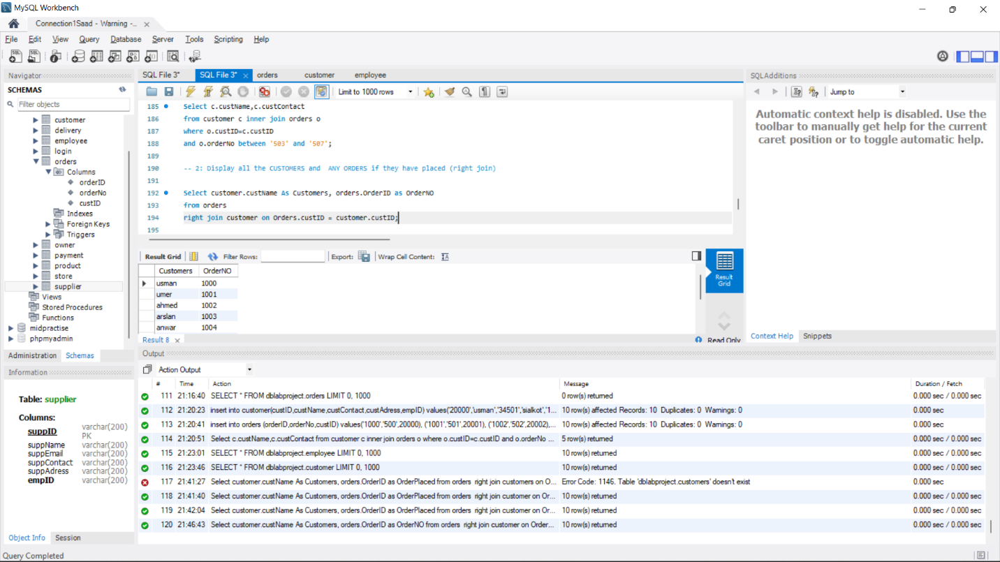 MySQL Workbench
Connection1Saad - Warning -...
File Edit View Query Database Server Tools Scripting Help
Navigator
SCHEMAS
Filter objects
customer
delivery
employee
login
orders
Columns
orderID
orderNo
custID
Indexes
Foreign Keys
Triggers
owner
payment
product
store
supplier
Views
Stored Procedures
Functions
midpractise
phpmyadmin
Administration Schemas
Information
Table: supplier
Columns:
suppID varchar(200) PK
suppName varchar(200)
suppEmail varchar(200)
suppContact varchar(200)
suppAdress varchar(200)
empID varchar(200)
Object Info Session
Query Completed
SQL File 3* SQL File 3* orders customer employee
Limit to 1000 rows
185 Select c.custName,c.custContact
186 from customer c inner join orders o
187 where o.custID=c.custID
188 and o.orderNo between '503' and '507';
189
190 -- 2: Display all the CUSTOMERS and  ANY ORDERS if they have placed (right join)
191
192 Select customer.custName As Customers, orders.OrderID as OrderNO
193 from orders
194 right join customer on Orders.custID = customer.custID;
195
Result Grid Filter Rows: Export: Wrap Cell Content:
Customers OrderNO
usman 1000
umer 1001
ahmed 1002
arslan 1003
anwar 1004
Result Grid
Result 8
Read Only
SQLAdditions
Jump to
Automatic context help is disabled. Use the
toolbar to manually get help for the current
caret position or to toggle automatic help.
Context Help Snippets
Output
Action Output
# Time Action Message Duration / Fetch
111 21:16:40 SELECT * FROM dblabproject.orders LIMIT 0, 1000 0 row(s) returned 0.000 sec / 0.000 sec
112 21:20:23 insert into customer(custID,custName,custContact,custAdress,empID) values('20000','usman','34501','sialkot','1... 10 row(s) affected Records: 10  Duplicates: 0  Warnings: 0 0.000 sec
113 21:20:41 insert into orders (orderID,orderNo,custID) values('1000','500',20000), ('1001','501',20001), ('1002','502',20002),... 10 row(s) affected Records: 10  Duplicates: 0  Warnings: 0 0.000 sec
114 21:20:51 Select c.custName,c.custContact from customer c inner join orders o where o.custID=c.custID and o.orderNo ... 5 row(s) returned 0.000 sec / 0.000 sec
115 21:23:01 SELECT * FROM dblabproject.employee LIMIT 0, 1000 10 row(s) returned 0.000 sec / 0.000 sec
116 21:23:46 SELECT * FROM dblabproject.customer LIMIT 0, 1000 10 row(s) returned 0.000 sec / 0.000 sec
117 21:41:27 Select customer.custName As Customers, orders.OrderID as OrderPlaced from orders  right join customers on O... Error Code: 1146. Table 'dblabproject.customers' doesn't exist 0.000 sec
118 21:41:40 Select customer.custName As Customers, orders.OrderID as OrderPlaced from orders  right join customer on Or... 10 row(s) returned 0.000 sec / 0.000 sec
119 21:42:04 Select customer.custName As Customers, orders.OrderID as OrderPlaced from orders  right join customer on Or... 10 row(s) returned 0.000 sec / 0.000 sec
120 21:46:43 Select customer.custName As Customers, orders.OrderID as OrderNO from orders  right join customer on Order... 10 row(s) returned 0.000 sec / 0.000 sec